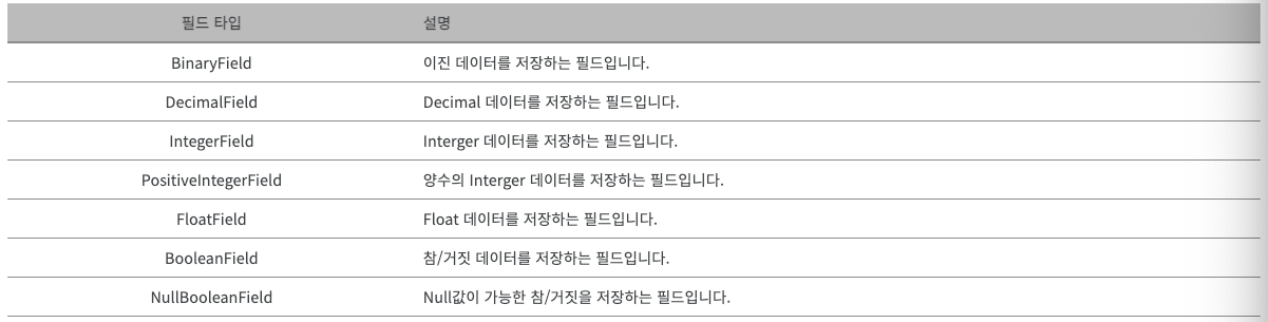 필드 타입 설명
BinaryField 이진 데이터를 저장하는 필드입니다.
DecimalField Decimal 데이터를 저장하는 필드입니다.
IntegerField Interger 데이터를 저장하는 필드입니다.
PositiveIntegerField 양수의 Interger 데이터를 저장하는 필드입니다.
FloatField Float 데이터를 저장하는 필드입니다.
BooleanField 참/거짓 데이터를 저장하는 필드입니다.
NullBooleanField Null값이 가능한 참/거짓을 저장하는 필드입니다.